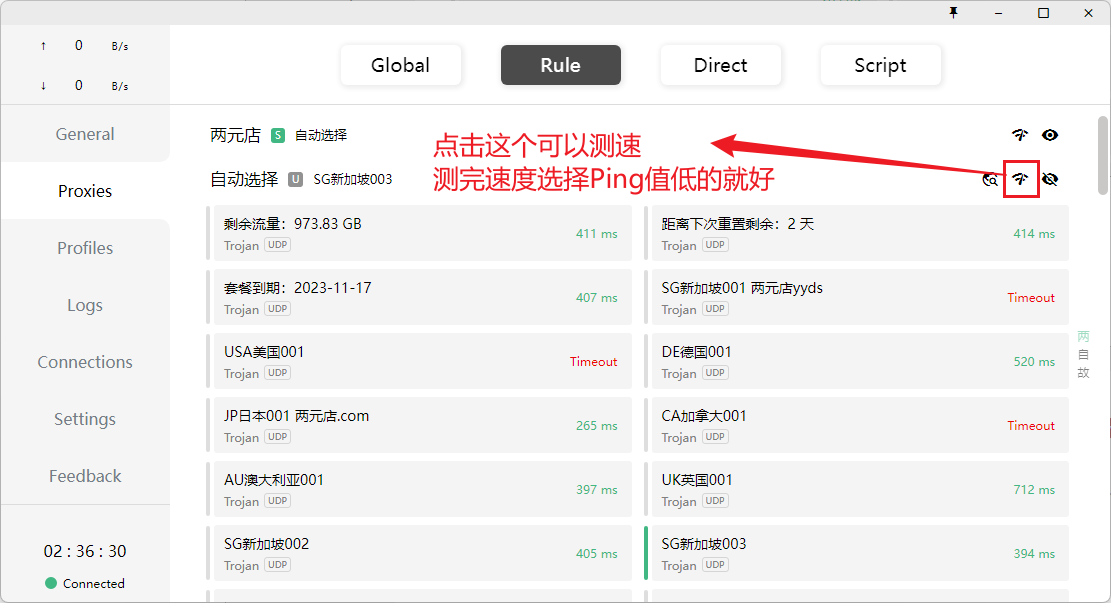 ↑ 0 B/s
↓ 0 B/s
General
Proxies
Profiles
Logs
Connections
Settings
Feedback
02 : 36 : 30
Connected
Global
Rule
Direct
Script
两元店 S 自动选择
自动选择 U SG新加坡003
点击这个可以测速
测完速度选择Ping值低的就好
剩余流量：973.83 GB
Trojan UDP
411 ms
距离下次重置剩余：2 天
Trojan UDP
414 ms
套餐到期：2023-11-17
Trojan UDP
407 ms
SG新加坡001 两元店yyds
Trojan UDP
Timeout
USA美国001
Trojan UDP
Timeout
DE德国001
Trojan UDP
520 ms
JP日本001 两元店.com
Trojan UDP
265 ms
CA加拿大001
Trojan UDP
Timeout
AU澳大利亚001
Trojan UDP
397 ms
UK英国001
Trojan UDP
712 ms
SG新加坡002
Trojan UDP
405 ms
SG新加坡003
Trojan UDP
394 ms
两
自
故